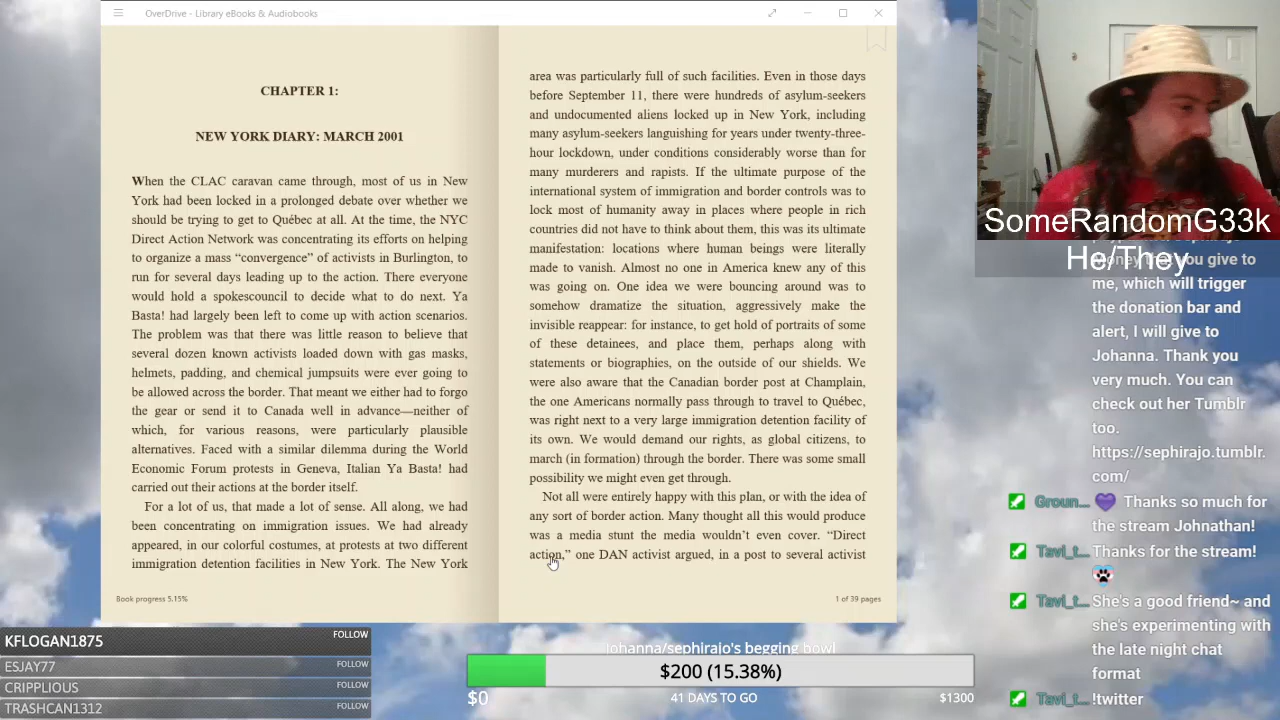 OverDrive - Library eBooks & Audiobooks
CHAPTER 1:
NEW YORK DIARY: MARCH 2001
When the CLAC caravan came through, most of us in New
York had been locked in a prolonged debate over whether we
should be trying to get to Québec at all. At the time, the NYC
Direct Action Network was concentrating its efforts on helping
to organize a mass “convergence” of activists in Burlington, to
run for several days leading up to the action. There everyone
would hold a spokescouncil to decide what to do next. Ya
Basta! had largely been left to come up with action scenarios.
The problem was that there was little reason to believe that
several dozen known activists loaded down with gas masks,
helmets, padding, and chemical jumpsuits were ever going to
be allowed across the border. That meant we either had to forgo
the gear or send it to Canada well in advance—neither of
which, for various reasons, were particularly plausible
alternatives. Faced with a similar dilemma during the World
Economic Forum protests in Geneva, Italian Ya Basta! had
carried out their actions at the border itself.
For a lot of us, that made a lot of sense. All along, we had
been concentrating on immigration issues. We had already
appeared, in our colorful costumes, at protests at two different
immigration detention facilities in New York. The New York
Book progress 5.15%
area was particularly full of such facilities. Even in those days
before September 11, there were hundreds of asylum-seekers
and undocumented aliens locked up in New York, including
many asylum-seekers languishing for years under twenty-three-
hour lockdown, under conditions considerably worse than for
many murderers and rapists. If the ultimate purpose of the
international system of immigration and border controls was to
lock most of humanity away in places where people in rich
countries did not have to think about them, this was its ultimate
manifestation: locations where human beings were literally
made to vanish. Almost no one in America knew any of this
was going on. One idea we were bouncing around was to
somehow dramatize the situation, aggressively make the
invisible reappear: for instance, to get hold of portraits of some
of these detainees, and place them, perhaps along with
statements or biographies, on the outside of our shields. We
were also aware that the Canadian border post at Champlain,
the one Americans normally pass through to travel to Québec,
was right next to a very large immigration detention facility of
its own. We would demand our rights, as global citizens, to
march (in formation) through the border. There was some small
possibility we might even get through.
Not all were entirely happy with this plan, or with the idea of
any sort of border action. Many thought all this would produce
was a media stunt the media wouldn’t even cover. “Direct
action,” one DAN activist argued, in a post to several activist
1 of 39 pages
SomeRandomG33k
He/They
money that you give to
me, which will trigger
the donation bar and
alert, I will give to
Johanna. Thank you
very much. You can
check out her Tumblr
too.
https://sephirajo.tumblr.
com/
Groun... Thanks so much for
the stream Johnathan!
Tavi_t... Thanks for the stream!
Tavi_t... She's a good friend~ and
she's experimenting with
the late night chat
format
Tavi_t... !twitter
KFLOGAN1875 FOLLOW
ESJAY77 FOLLOW
CRIPPLIOUS FOLLOW
TRASHCAN1312 FOLLOW
Johanna/sephirajo's begging bowl
$200 (15.38%)
$0 41 DAYS TO GO $1300